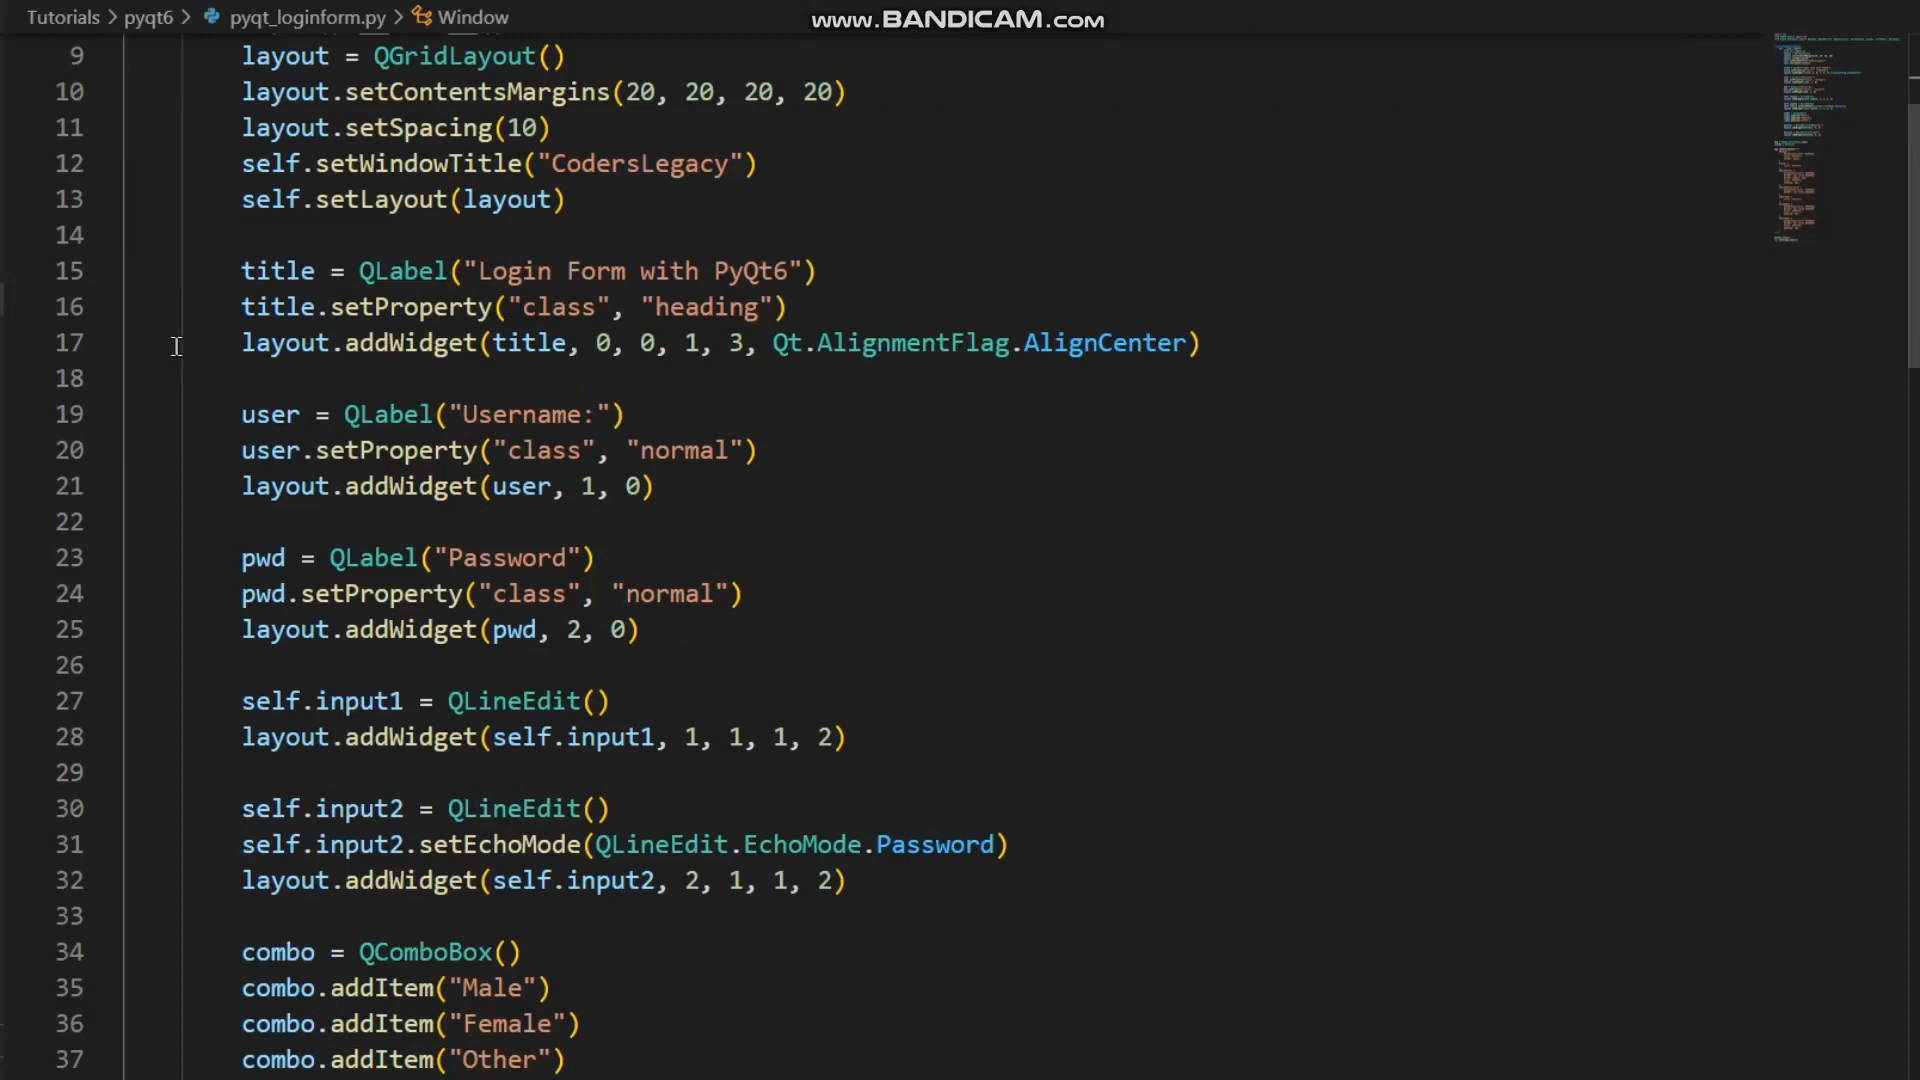 Tutorials > pyqt6 > pyqt_loginform.py > Window
www.BANDICAM.com
9 layout = QGridLayout()
10 layout.setContentsMargins(20, 20, 20, 20)
11 layout.setSpacing(10)
12 self.setWindowTitle("CodersLegacy")
13 self.setLayout(layout)
14
15 title = QLabel("Login Form with PyQt6")
16 title.setProperty("class", "heading")
17 layout.addWidget(title, 0, 0, 1, 3, Qt.AlignmentFlag.AlignCenter)
18
19 user = QLabel("Username:")
20 user.setProperty("class", "normal")
21 layout.addWidget(user, 1, 0)
22
23 pwd = QLabel("Password")
24 pwd.setProperty("class", "normal")
25 layout.addWidget(pwd, 2, 0)
26
27 self.input1 = QLineEdit()
28 layout.addWidget(self.input1, 1, 1, 1, 2)
29
30 self.input2 = QLineEdit()
31 self.input2.setEchoMode(QLineEdit.EchoMode.Password)
32 layout.addWidget(self.input2, 2, 1, 1, 2)
33
34 combo = QComboBox()
35 combo.addItem("Male")
36 combo.addItem("Female")
37 combo.addItem("Other")